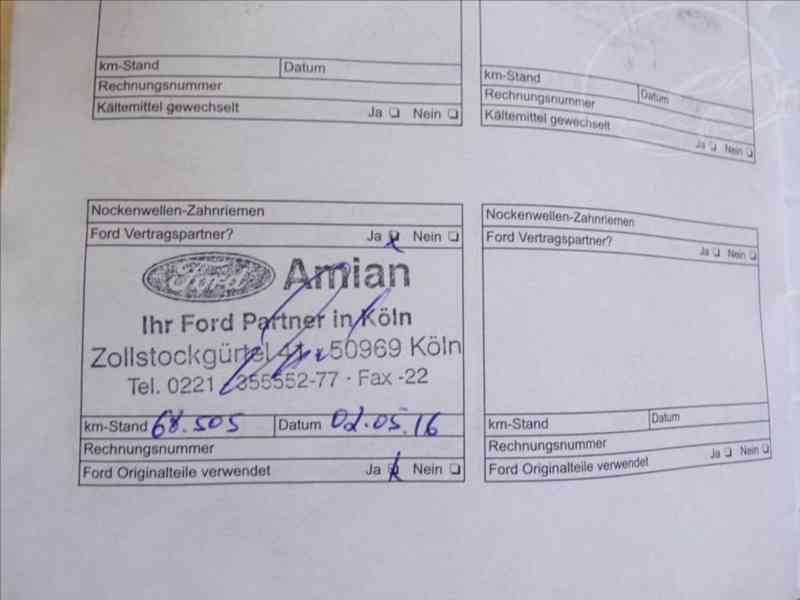 km-Stand Datum
Rechnungsnummer
Kältemittel gewechselt Ja ❏ Nein ❏
km-Stand Datum
Rechnungsnummer
Kältemittel gewechselt Ja ❏ Nein ❏
Nockenwellen-Zahnriemen
Ford Vertragspartner? Ja ❏ Nein ❏
Ford Amian
Ihr Ford Partner in Köln
Zollstockgürtel 50969 Köln
Tel. 0221 355552-77 · Fax -22
km-Stand 68.505 Datum 02.05.16
Rechnungsnummer
Ford Originalteile verwendet Ja ❏ Nein ❏
Nockenwellen-Zahnriemen
Ford Vertragspartner? Ja ❏ Nein ❏
km-Stand Datum
Rechnungsnummer
Ford Originalteile verwendet Ja ❏ Nein ❏